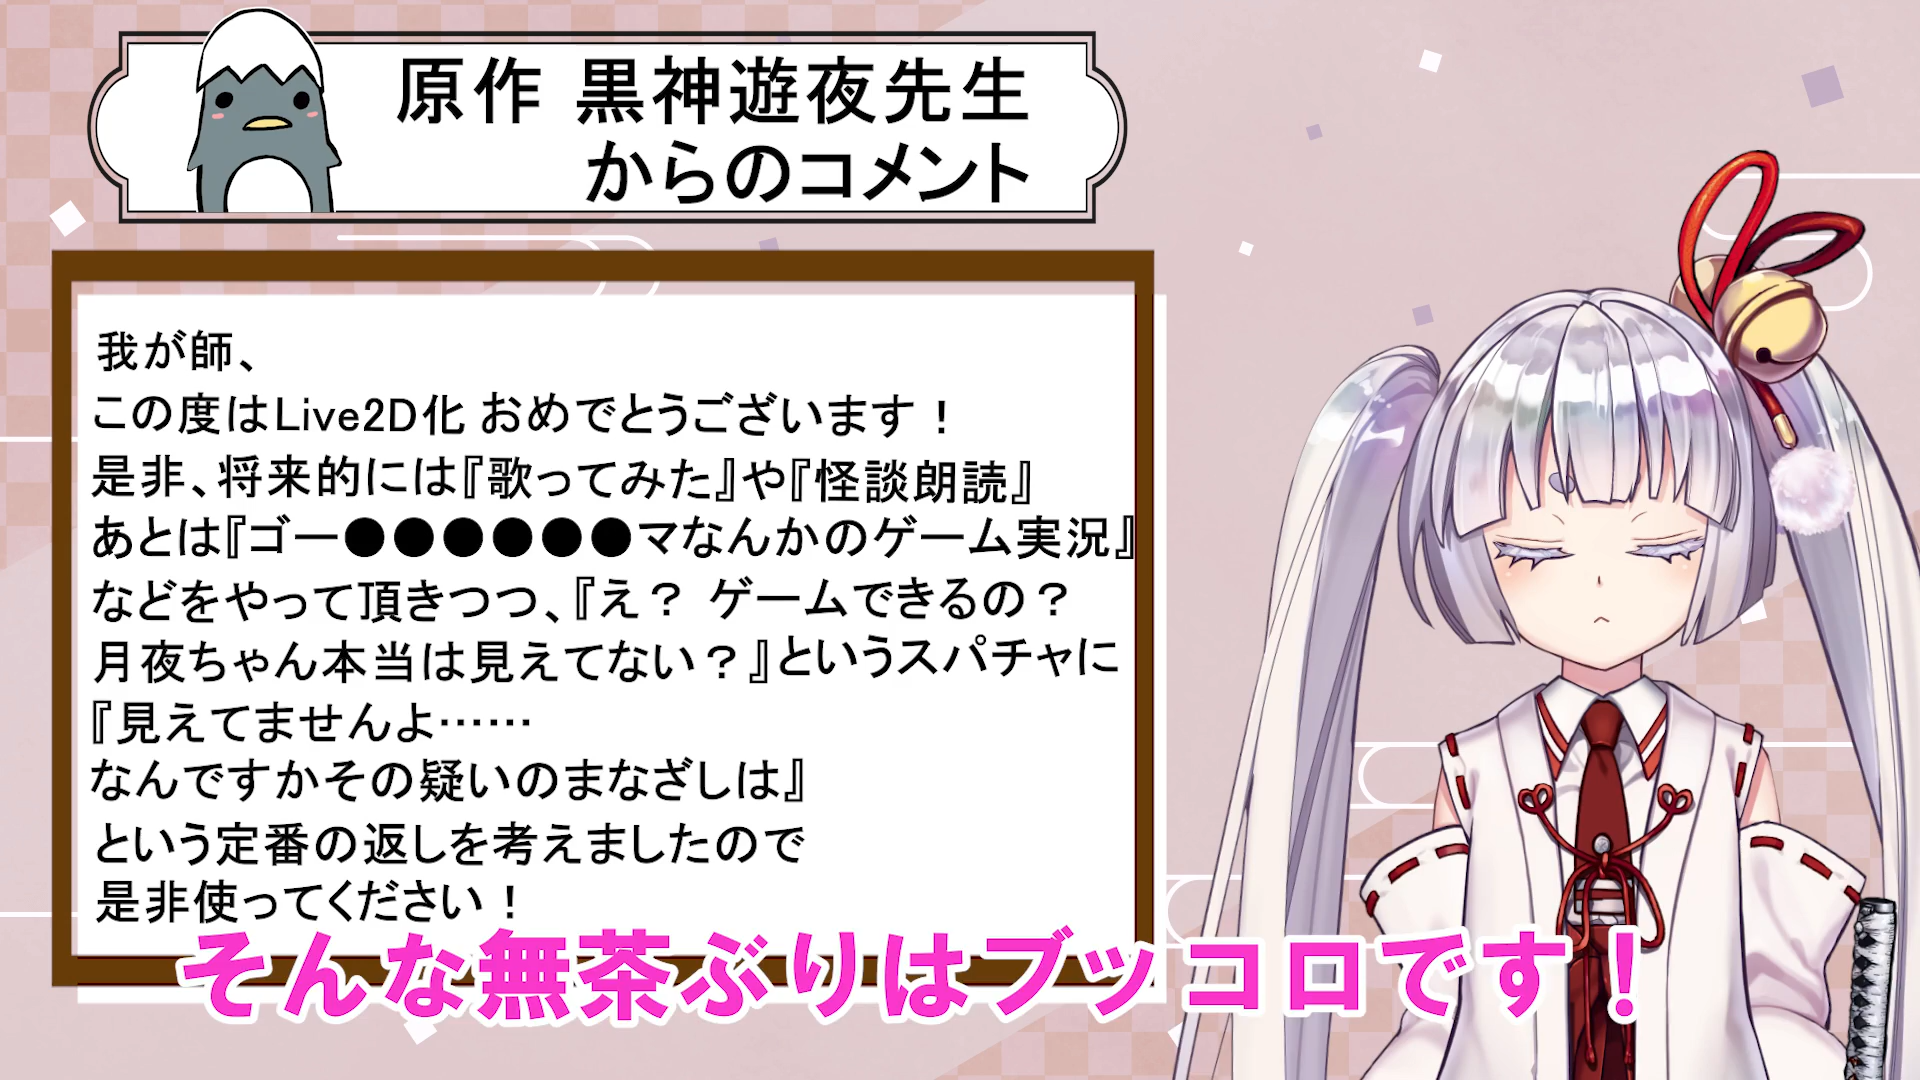 原作 黒神遊夜先生
からのコメント
我が師、
この度はLive2D化 おめでとうございます！
是非、将来的には『歌ってみた』や『怪談朗読』
あとは『ゴー●●●●●●マなんかのゲーム実況』
などをやって頂きつつ、『え？ ゲームできるの？
月夜ちゃん本当は見えてない？』というスパチャに
『見えてませんよ……
なんですかその疑いのまなざしは』
という定番の返しを考えましたので
是非使ってください！
そんな無茶ぶりはブッコロです！